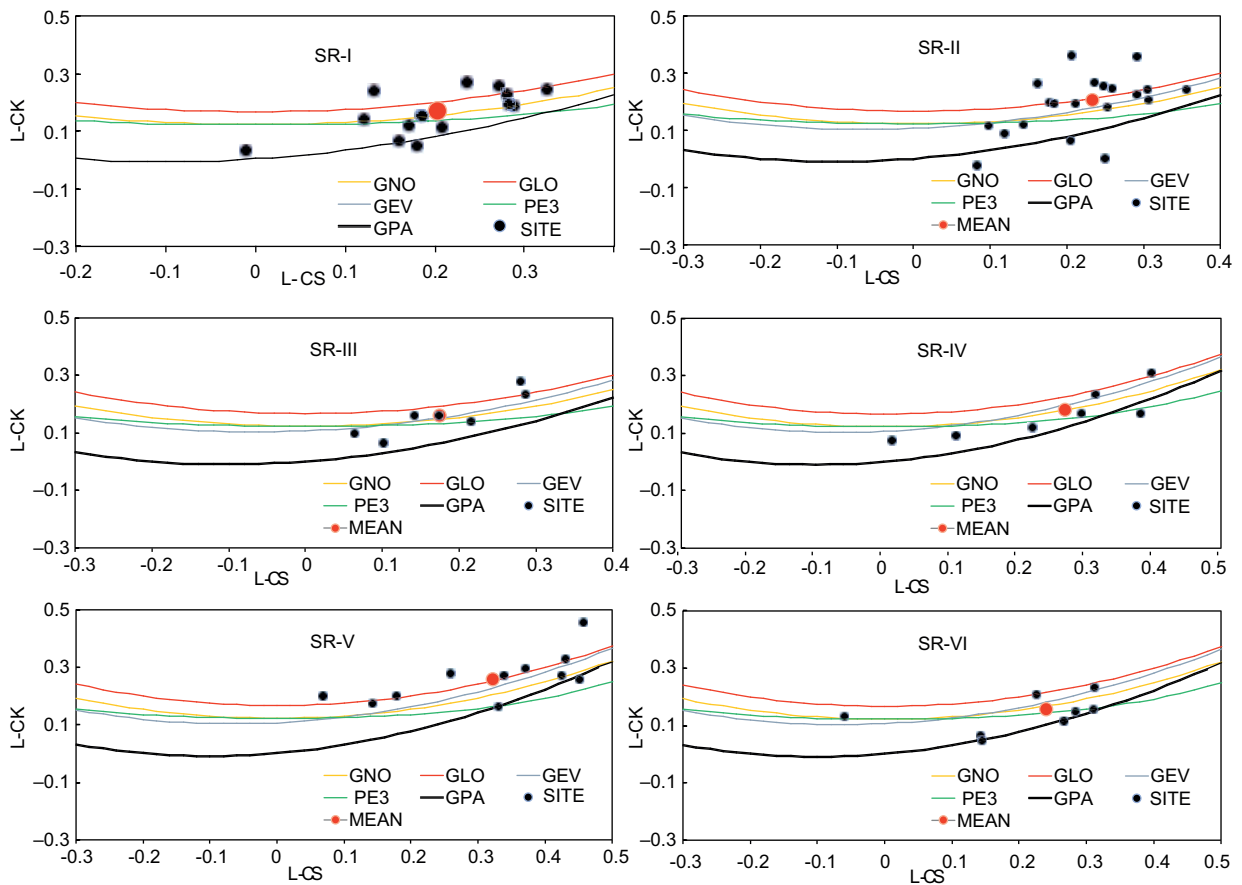 0.5
0.3
0.1
–0.1
–0.3
L-CK
SR-I
GNO GLO
GEV PE3
GPA SITE
-0.2 -0.1 0 0.1 0.2 0.3
L- CS
0.5
0.3
0.1
–0.1
–0.3
L-CK
SR-II
GNO GLO GEV
PE3 GPA SITE
MEAN
-0.3 -0.2 -0.1 0 0.1 0.2 0.3 0.4
L-CS
0.5
0.3
0.1
–0.1
–0.3
L-CK
SR-III
GNO GLO GEV
PE3 GPA SITE
MEAN
-0.3 -0.2 -0.1 0 0.1 0.2 0.3 0.4
L-CS
0.5
0.3
0.1
–0.1
–0.3
L-CK
SR-IV
GNO GLO GEV
PE3 GPA SITE
MEAN
-0.3 -0.2 -0.1 0 0.1 0.2 0.3 0.4 0.5
L-CS
0.5
0.3
0.1
–0.1
–0.3
L-CK
SR-V
GNO GLO GEV
PE3 GPA SITE
MEAN
-0.3 -0.2 -0.1 0 0.1 0.2 0.3 0.4 0.5
L-CS
0.5
0.3
0.1
–0.1
–0.3
L-CK
SR-VI
GNO GLO GEV
PE3 GPA SITE
MEAN
-0.3 -0.2 -0.1 0 0.1 0.2 0.3 0.4 0.5
L-CS